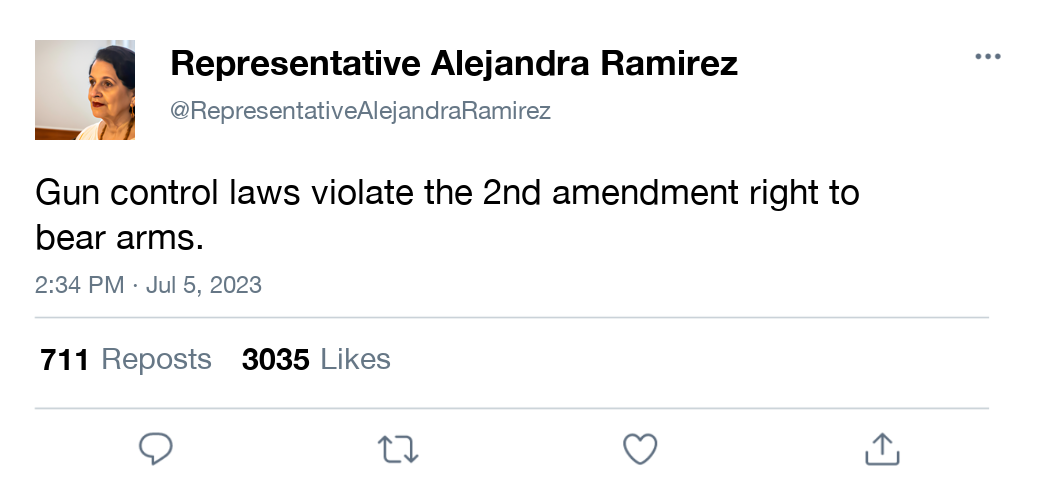 Representative Alejandra Ramirez
@RepresentativeAlejandraRamirez
Gun control laws violate the 2nd amendment right to
bear arms.
2:34 PM · Jul 5, 2023
711 Reposts 3035 Likes